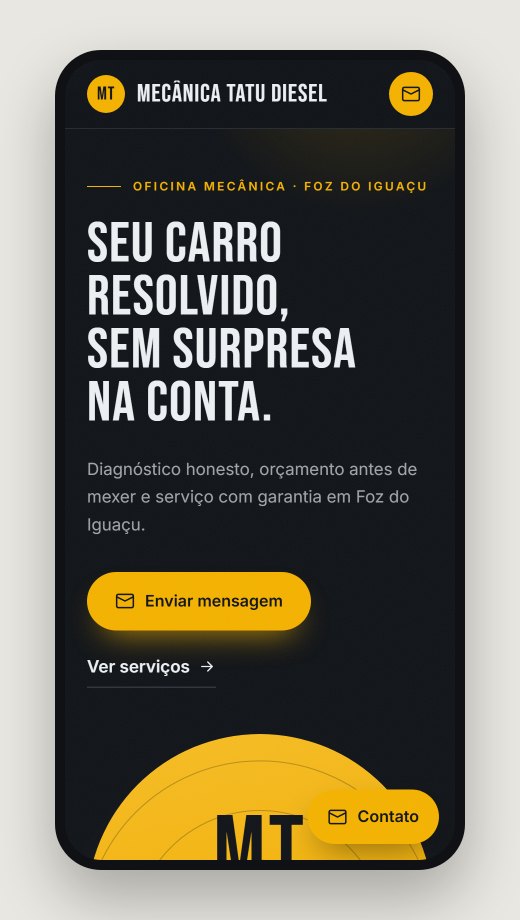 MT MECÂNICA TATU DIESEL
OFICINA MECÂNICA · FOZ DO IGUAÇU
SEU CARRO
RESOLVIDO,
SEM SURPRESA
NA CONTA.
Diagnóstico honesto, orçamento antes de
mexer e serviço com garantia em Foz do
Iguaçu.
Enviar mensagem
Ver serviços →
MT
Contato